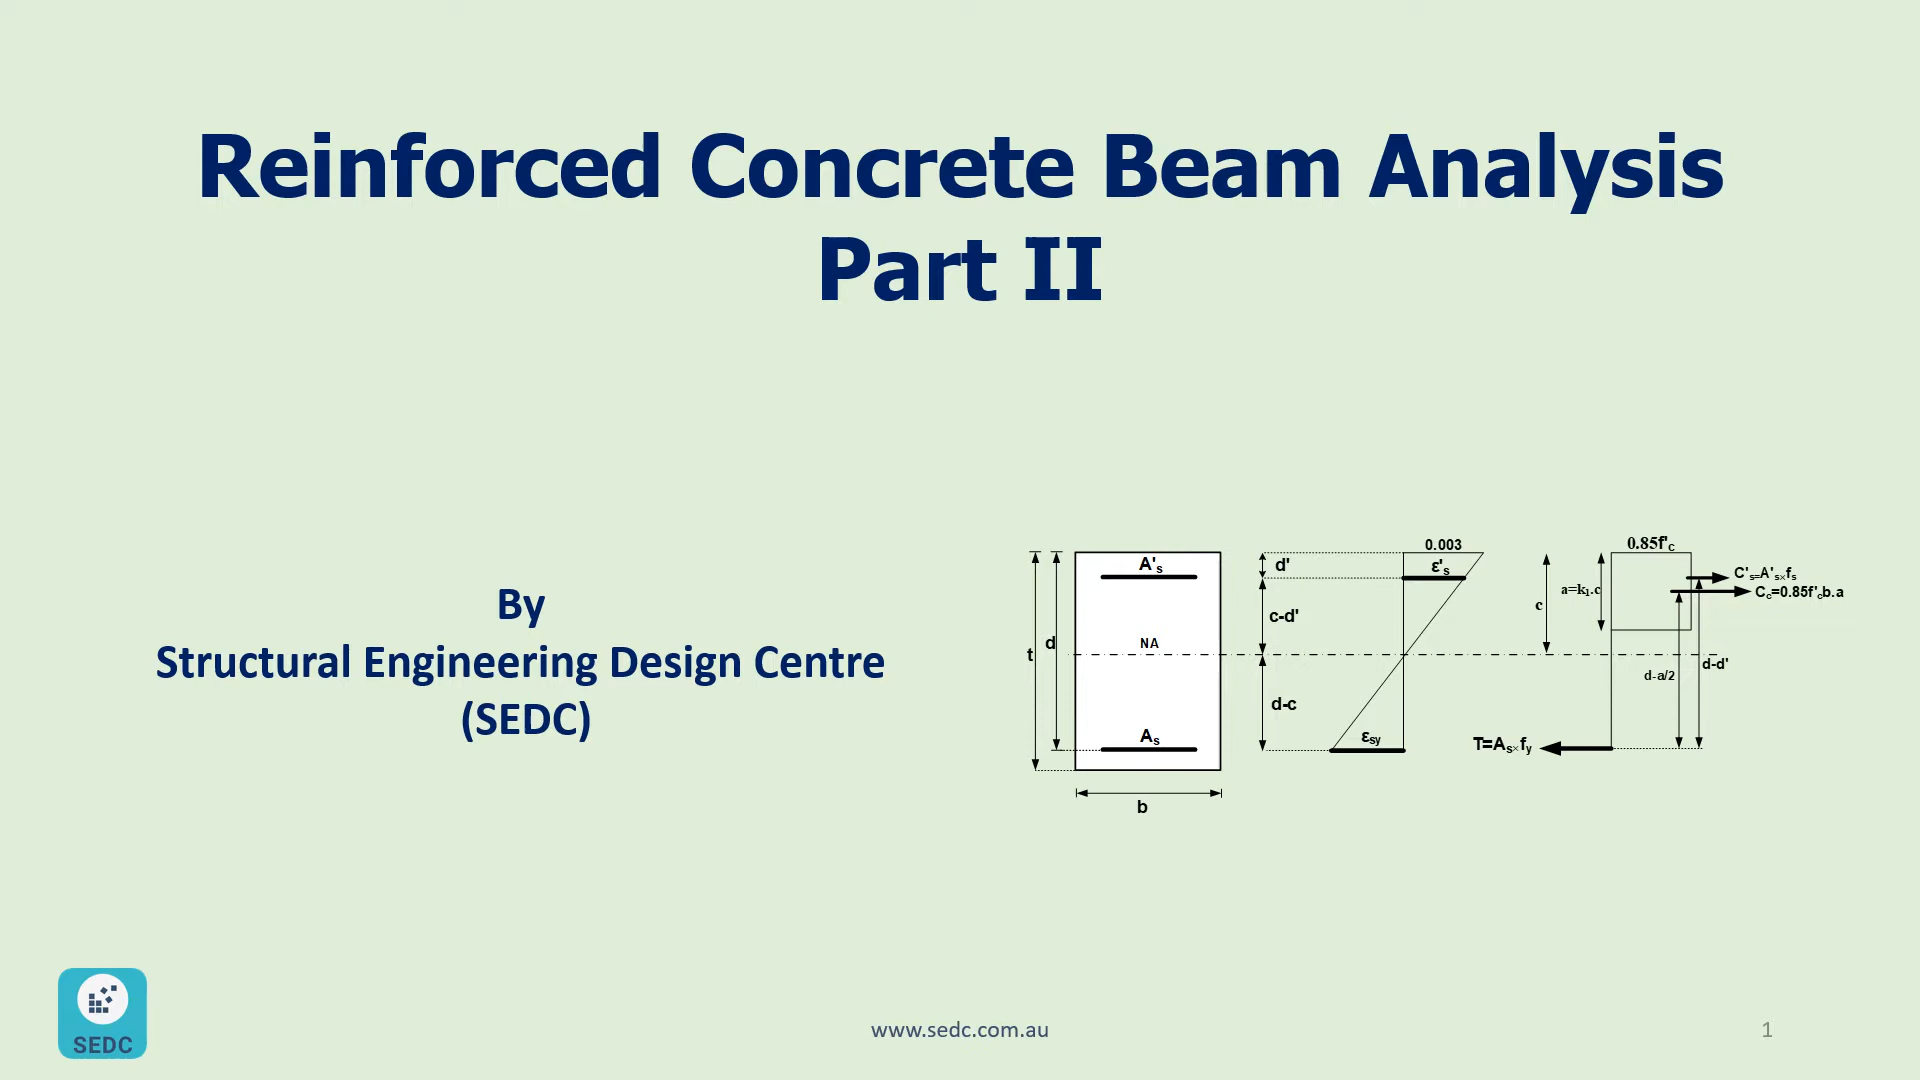 Reinforced Concrete Beam Analysis
Part II
By
Structural Engineering Design Centre
(SEDC)
A's
NA
As
t
d
b
d'
c-d'
d-c
0.003
ε's
εsy
0.85f'c
c
a=k₁.c
C's=A's×fs
Cc=0.85f'cb.a
d-a/2
d-d'
T=As×fy
SEDC
www.sedc.com.au
1